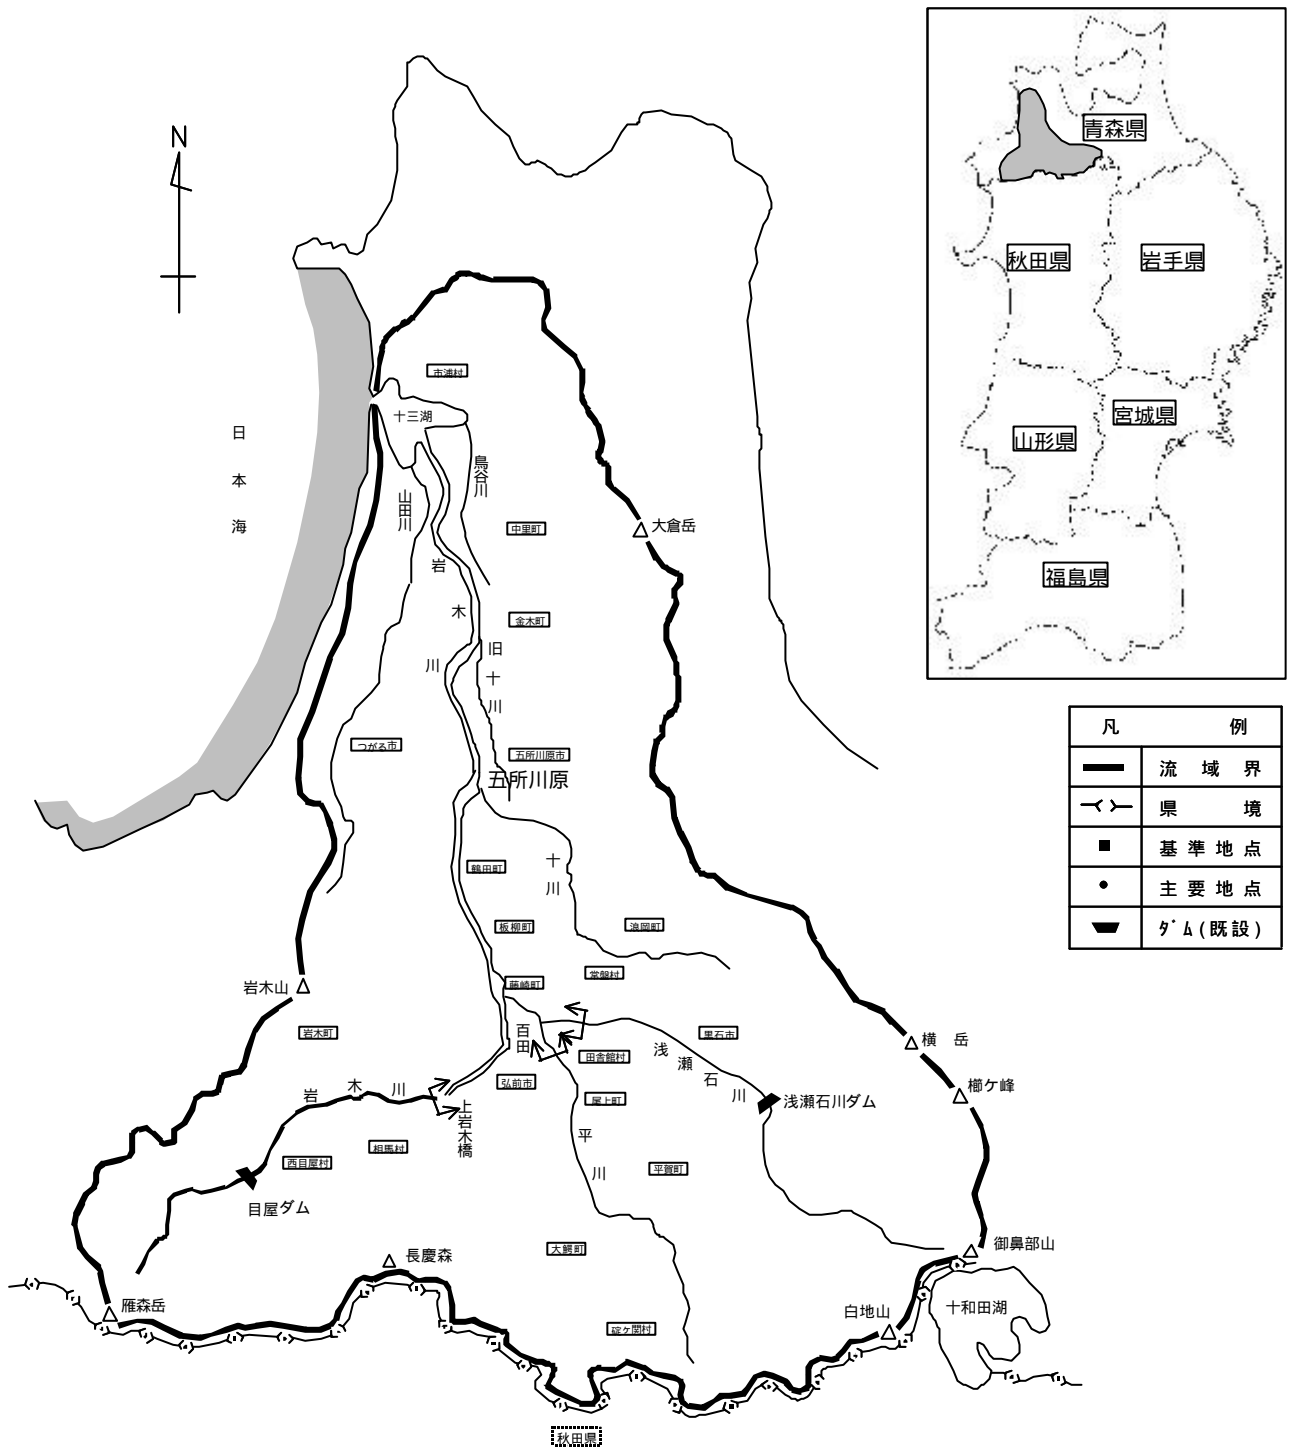 N
日本海
市浦村
十三湖
鳥谷川
山田川
中里町
大倉岳
岩木川
金木町
旧十川
つがる市
五所川原市
五所川原
十川
鶴田町
板柳町
浪岡町
藤崎町
常盤村
岩木山
岩木町
百田
田舎館村
黒石市
浅瀬石川
横岳
櫛ケ峰
弘前市
尾上町
浅瀬石川ダム
岩木川
上岩木橋
相馬村
西目屋村
平川
平賀町
目屋ダム
大鰐町
長慶森
御鼻部山
雁森岳
碇ヶ関村
白地山
十和田湖
秋田県
青森県
秋田県
岩手県
宮城県
山形県
福島県
凡例
流域界
県境
基準地点
主要地点
ダム(既設)